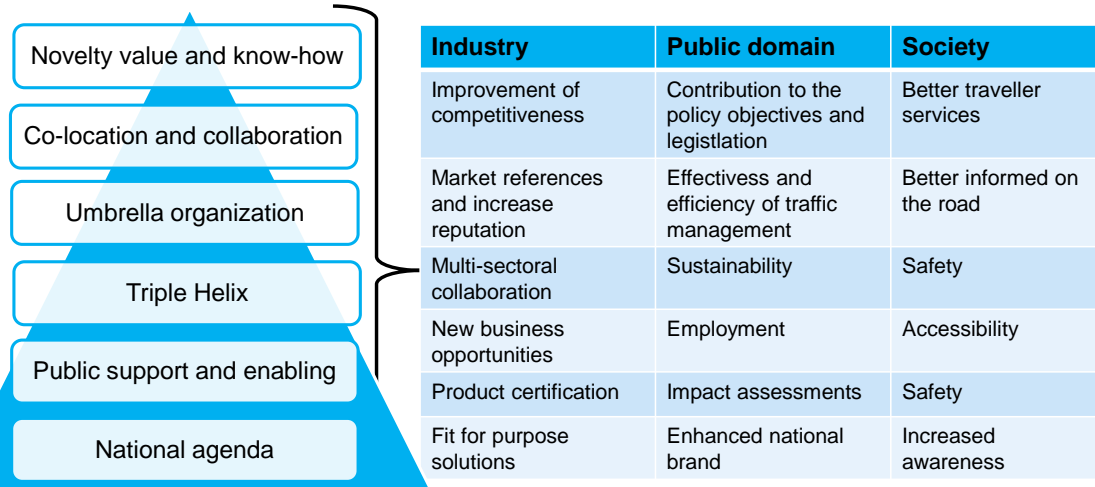 Novelty value and know-how
Co-location and collaboration
Umbrella organization
Triple Helix
Public support and enabling
National agenda
Industry
Public domain
Society
Improvement of
competitiveness
Contribution to the
policy objectives and
legistlation
Better traveller
services
Market references
and increase
reputation
Effectivess and
efficiency of traffic
management
Better informed on
the road
Multi-sectoral
collaboration
Sustainability
Safety
New business
opportunities
Employment
Accessibility
Product certification
Impact assessments
Safety
Fit for purpose
solutions
Enhanced national
brand
Increased
awareness